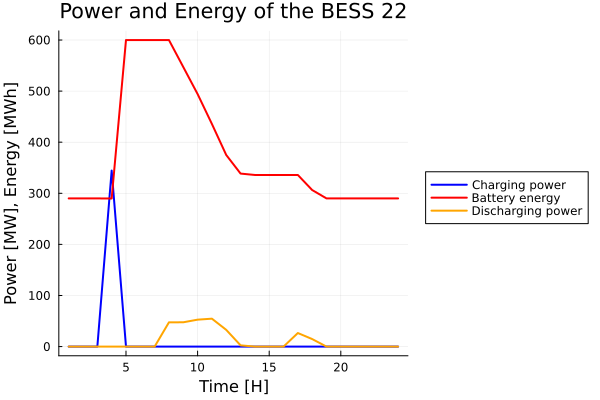 Power and Energy of the BESS 22
Power [MW], Energy [MWh]
600
500
400
300
200
100
0
5
10
15
20
Time [H]
Charging power
Battery energy
Discharging power